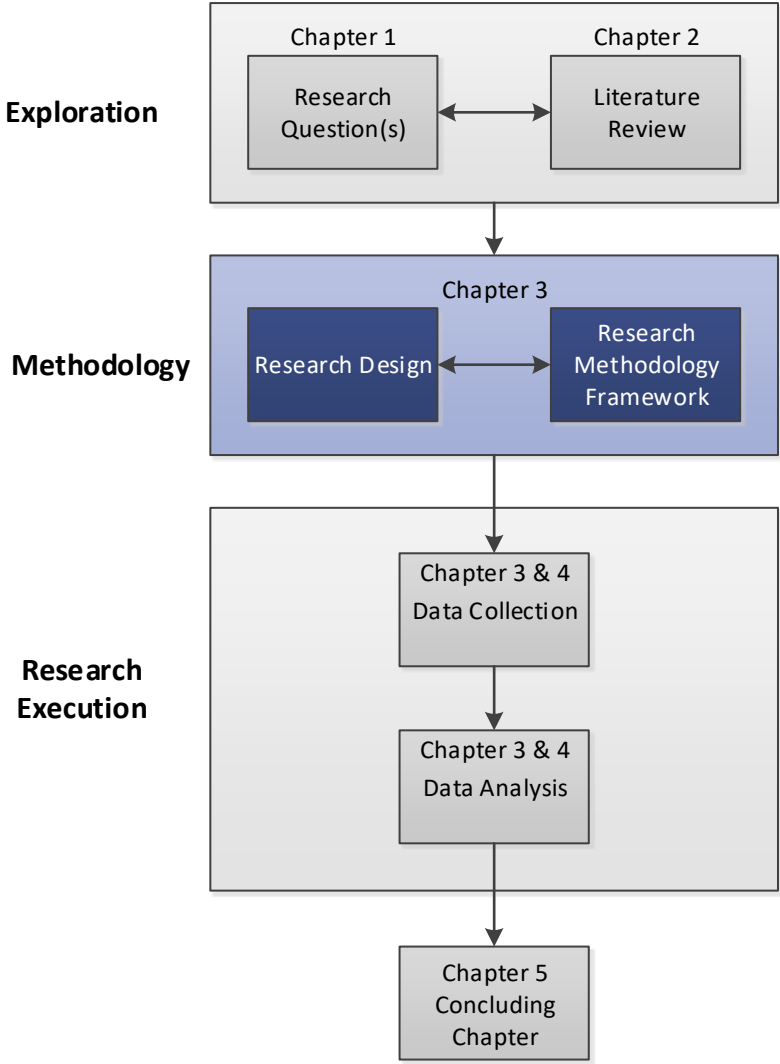 Chapter 1
Chapter 2
Exploration
Research
Question(s)
Literature
Review
Chapter 3
Methodology
Research Design
Research
Methodology
Framework
Research
Execution
Chapter 3 & 4
Data Collection
Chapter 3 & 4
Data Analysis
Chapter 5
Concluding
Chapter